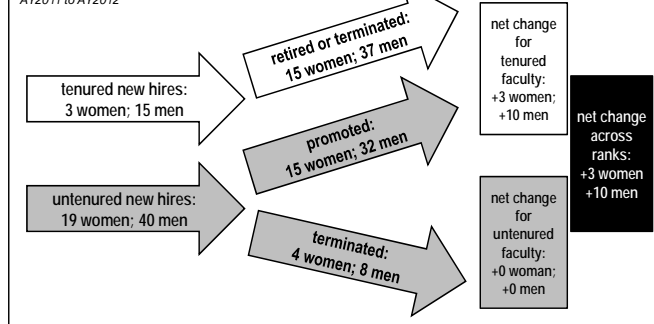 AY2011 to AY2012
retired or terminated:
15 women; 37 men
tenured new hires:
3 women; 15 men
promoted:
15 women; 32 men
untenured new hires:
19 women; 40 men
terminated:
4 women; 8 men
net change
for
tenured
faculty:
+3 women;
+10 men
net change
across
ranks:
+3 women
+10 men
net change
for
untenured
faculty:
+0 woman;
+0 men